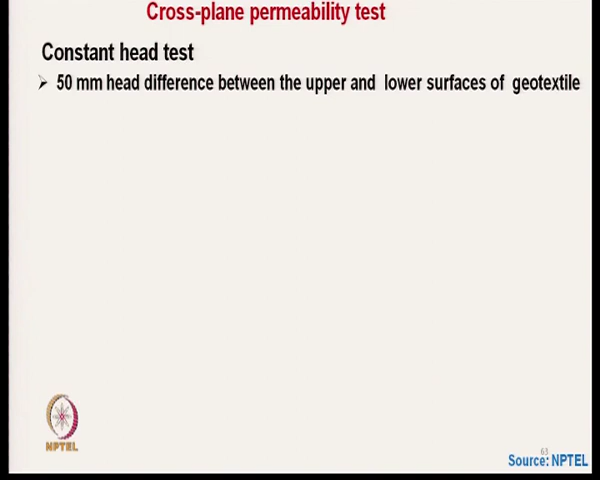 Cross-plane permeability test
Constant head test
➢ 50 mm head difference between the upper and lower surfaces of geotextile
NPTEL
63
Source: NPTEL